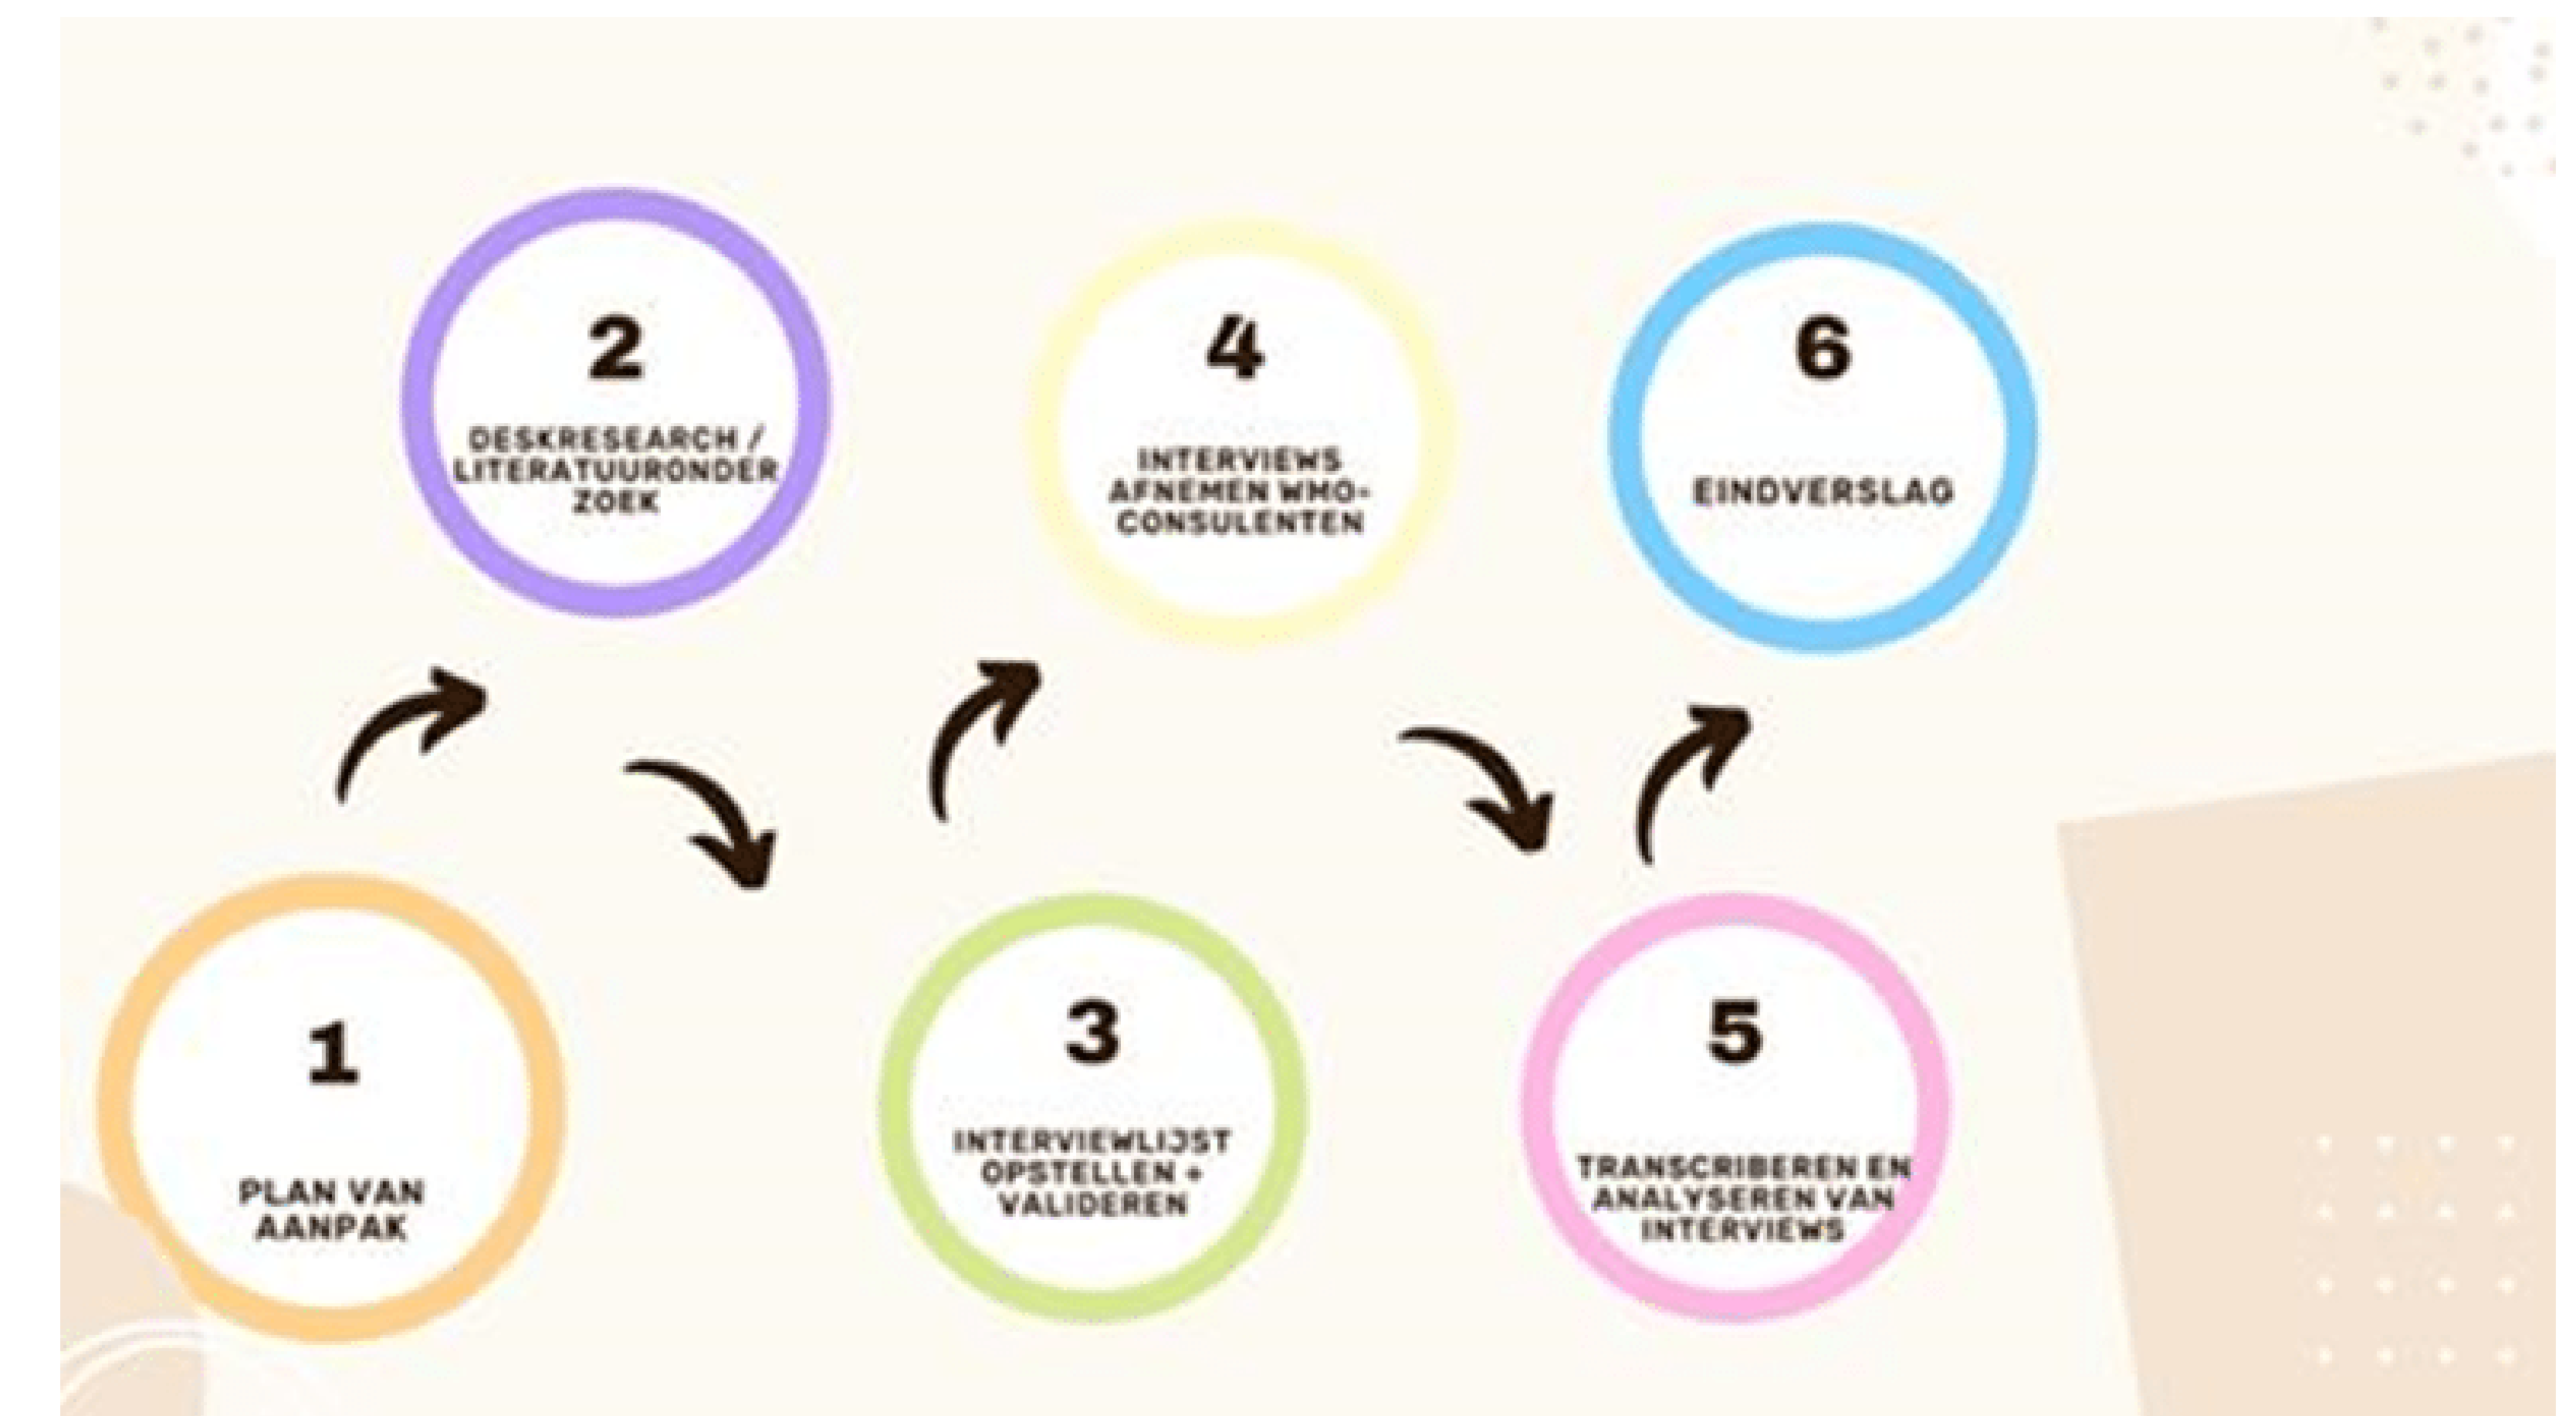 1
PLAN VAN
AANPAK
2
DESKRESEARCH /
LITERATUURONDER
ZOEK
3
INTERVIEWLIJST
OPSTELLEN +
VALIDEREN
4
INTERVIEWS
AFNEMEN WMO-
CONSULENTEN
5
TRANSCRIBEREN EN
ANALYSEREN VAN
INTERVIEWS
6
EINDVERSLAG